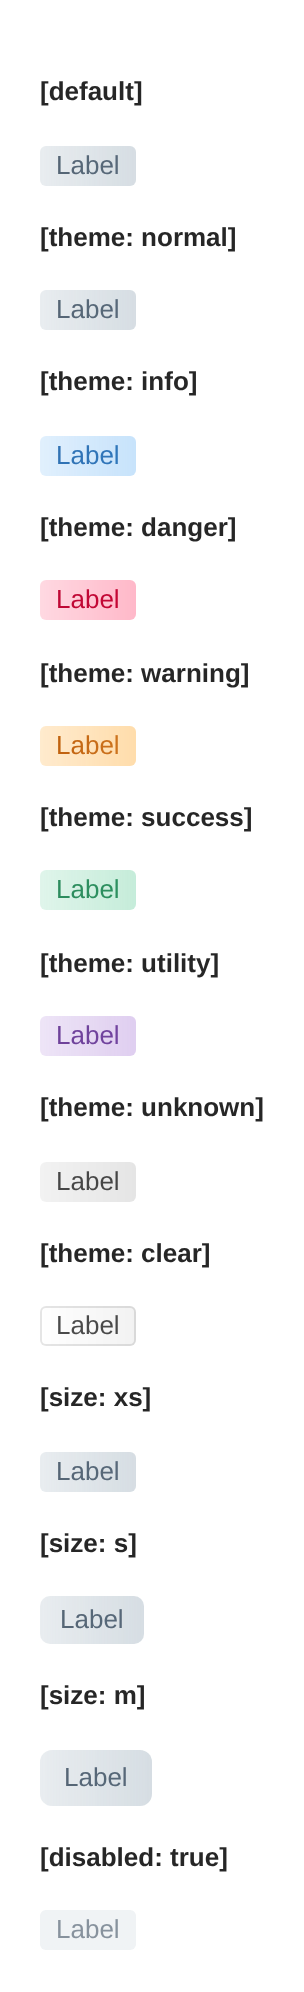 [default]
Label
[theme: normal]
Label
[theme: info]
Label
[theme: danger]
Label
[theme: warning]
Label
[theme: success]
Label
[theme: utility]
Label
[theme: unknown]
Label
[theme: clear]
Label
[size: xs]
Label
[size: s]
Label
[size: m]
Label
[disabled: true]
Label